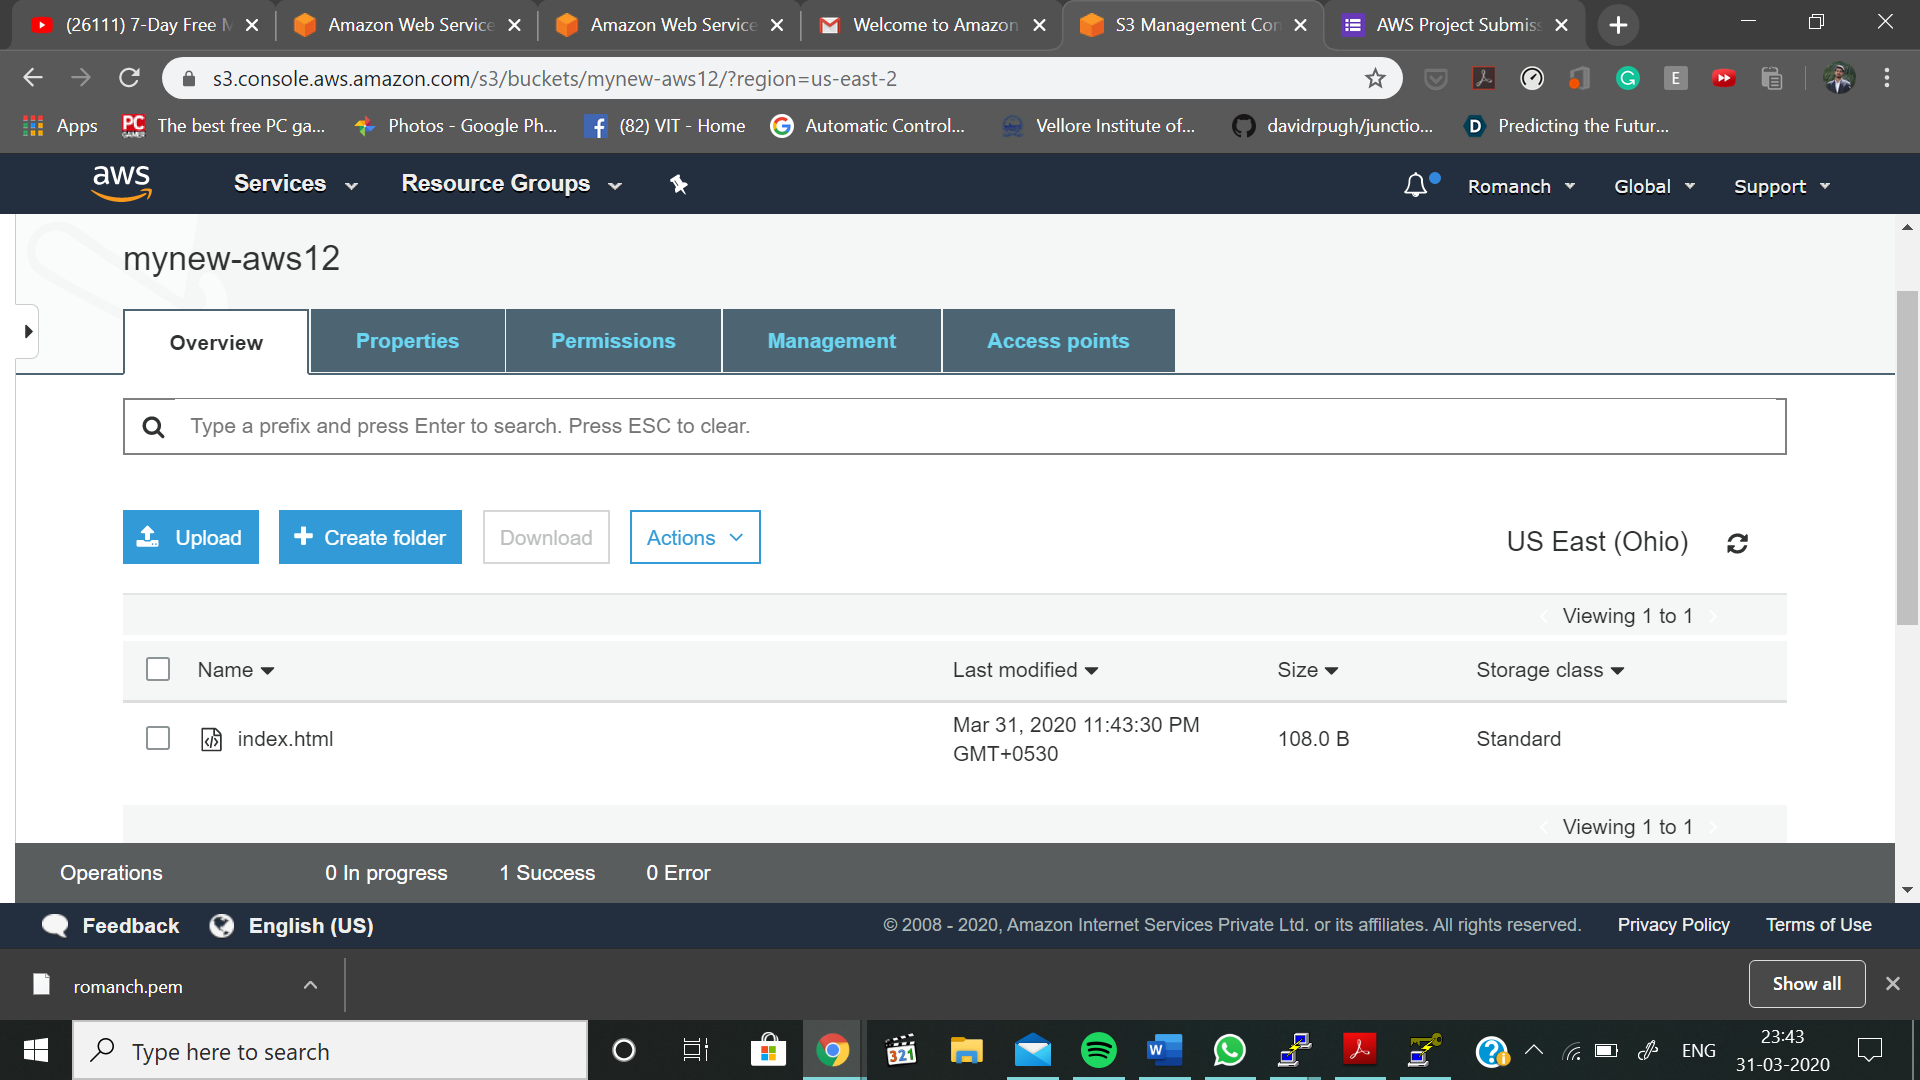 (26111) 7-Day Free M
Amazon Web Service
Amazon Web Service
Welcome to Amazon
S3 Management Con
AWS Project Submiss
s3.console.aws.amazon.com/s3/buckets/mynew-aws12/?region=us-east-2
Apps
The best free PC ga...
Photos - Google Ph...
(82) VIT - Home
Automatic Control...
Vellore Institute of...
davidrpugh/junctio...
Predicting the Futur...
aws
Services
Resource Groups
Romanch
Global
Support
mynew-aws12
Overview
Properties
Permissions
Management
Access points
Type a prefix and press Enter to search. Press ESC to clear.
Upload
Create folder
Download
Actions
US East (Ohio)
Viewing 1 to 1
Name
Last modified
Size
Storage class
index.html
Mar 31, 2020 11:43:30 PM
GMT+0530
108.0 B
Standard
Viewing 1 to 1
Operations
0 In progress
1 Success
0 Error
Feedback
English (US)
© 2008 - 2020, Amazon Internet Services Private Ltd. or its affiliates. All rights reserved.
Privacy Policy
Terms of Use
romanch.pem
Show all
Type here to search
321
ENG
23:43
31-03-2020